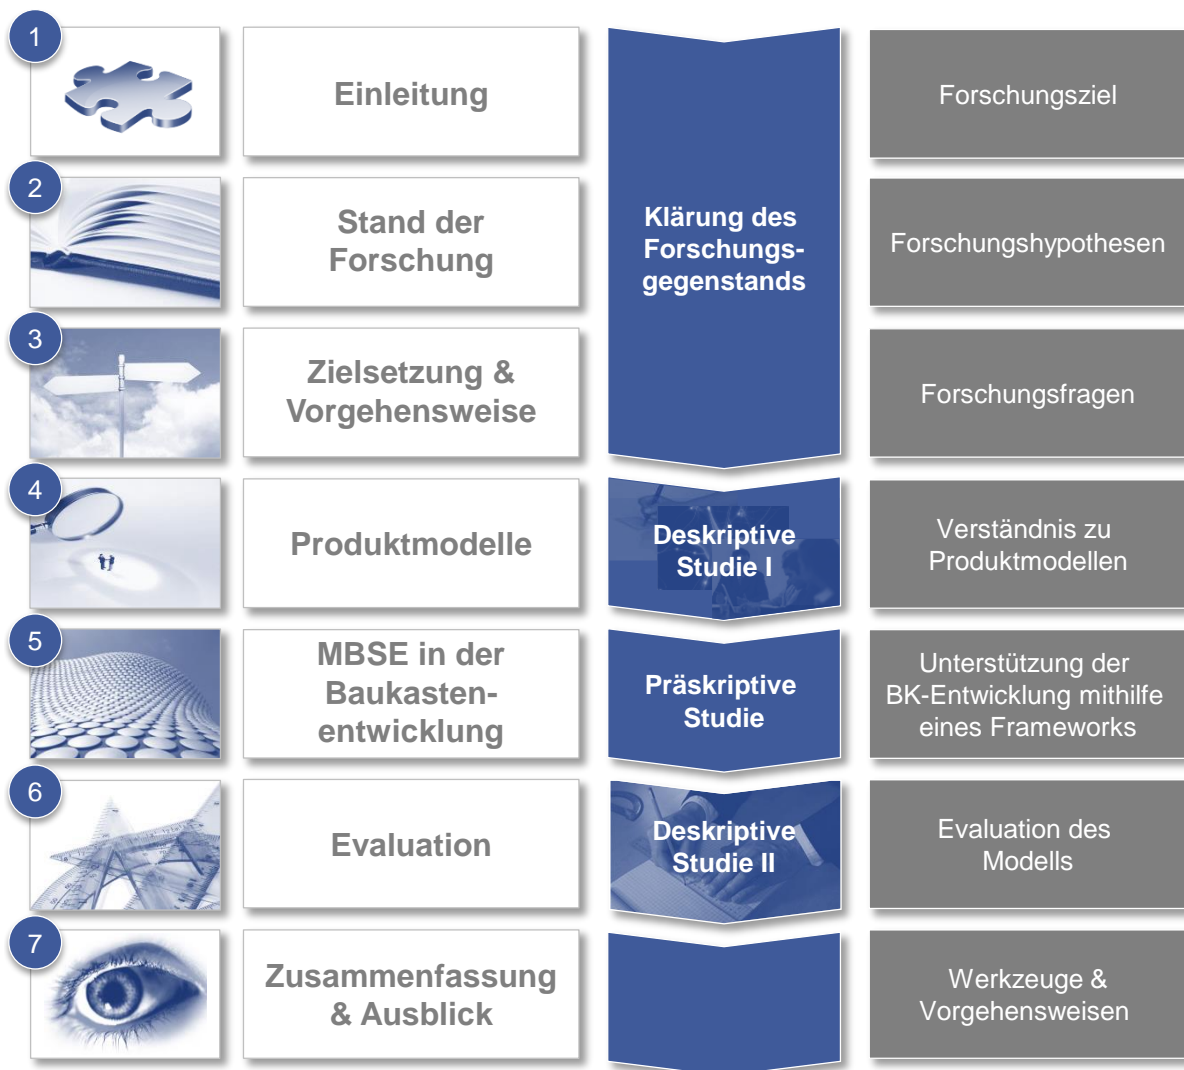 1
Einleitung
Forschungsziel
2
Stand der
Forschung
Klärung des
Forschungs-
gegenstands
Forschungshypothesen
3
Zielsetzung &
Vorgehensweise
Forschungsfragen
4
Produktmodelle
Deskriptive
Studie I
Verständnis zu
Produktmodellen
5
MBSE in der
Baukasten-
entwicklung
Präskriptive
Studie
Unterstützung der
BK-Entwicklung mithilfe
eines Frameworks
6
Evaluation
Deskriptive
Studie II
Evaluation des
Modells
7
Zusammenfassung
& Ausblick
Werkzeuge &
Vorgehensweisen